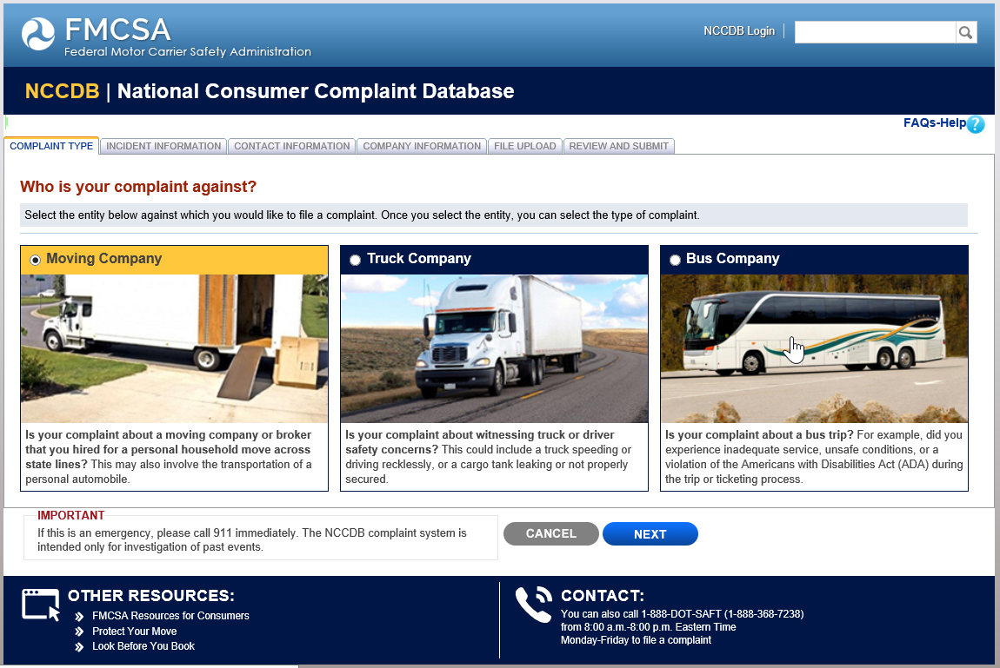 FMCSA
Federal Motor Carrier Safety Administration
NCCDB Login
NCCDB | National Consumer Complaint Database
FAQs-Help ?
COMPLAINT TYPE
INCIDENT INFORMATION
CONTACT INFORMATION
COMPANY INFORMATION
FILE UPLOAD
REVIEW AND SUBMIT
Who is your complaint against?
Select the entity below against which you would like to file a complaint. Once you select the entity, you can select the type of complaint.
Moving Company
Is your complaint about a moving company or broker
that you hired for a personal household move across
state lines? This may also involve the transportation of a
personal automobile.
Truck Company
Is your complaint about witnessing truck or driver
safety concerns? This could include a truck speeding or
driving recklessly, or a cargo tank leaking or not properly
secured.
Bus Company
Is your complaint about a bus trip? For example, did you
experience inadequate service, unsafe conditions, or a
violation of the Americans with Disabilities Act (ADA) during
the trip or ticketing process.
IMPORTANT
If this is an emergency, please call 911 immediately. The NCCDB complaint system is
intended only for investigation of past events.
CANCEL
NEXT
OTHER RESOURCES:
FMCSA Resources for Consumers
Protect Your Move
Look Before You Book
CONTACT:
You can also call 1-888-DOT-SAFT (1-888-368-7238)
from 8:00 a.m.-8:00 p.m. Eastern Time
Monday-Friday to file a complaint